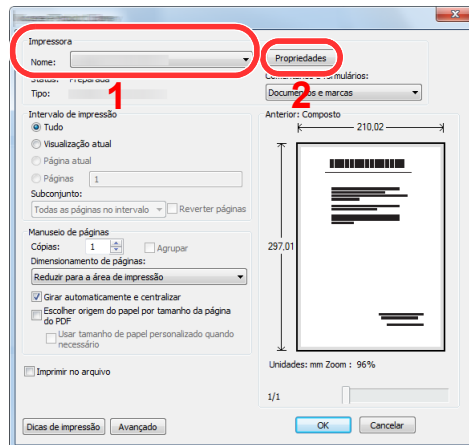 Impressora
Nome:
Propriedades
Status: Preparada
Comentários e formulários:
Tipo:
Documentos e marcas
1
2
Intervalo de impressão
Tudo
Visualização atual
Página atual
Páginas 1
Subconjunto:
Todas as páginas no intervalo Reverter páginas
Manuseio de páginas
Cópias: 1 Agrupar
Dimensionamento de páginas:
Reduzir para a área de impressão
Girar automaticamente e centralizar
Escolher origem do papel por tamanho da página
do PDF
Usar tamanho de papel personalizado quando
necessário
Imprimir no arquivo
Anterior: Composto
210,02
297,01
Unidades: mm Zoom : 96%
1/1
Dicas de impressão Avançado
OK Cancelar